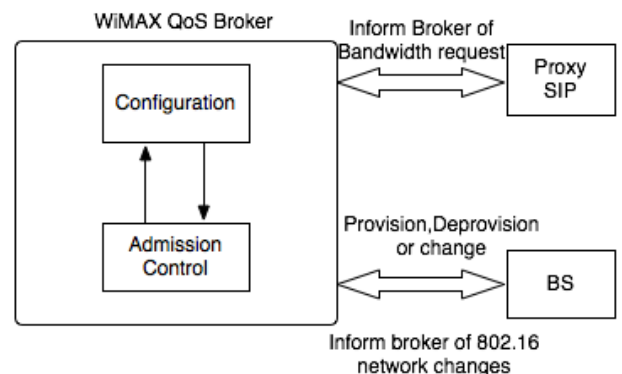 WiMAX QoS Broker
Inform Broker of
Bandwidth request
Proxy
SIP
Configuration
Admission
Control
Provision,Deprovision
or change
BS
Inform broker of 802.16
network changes